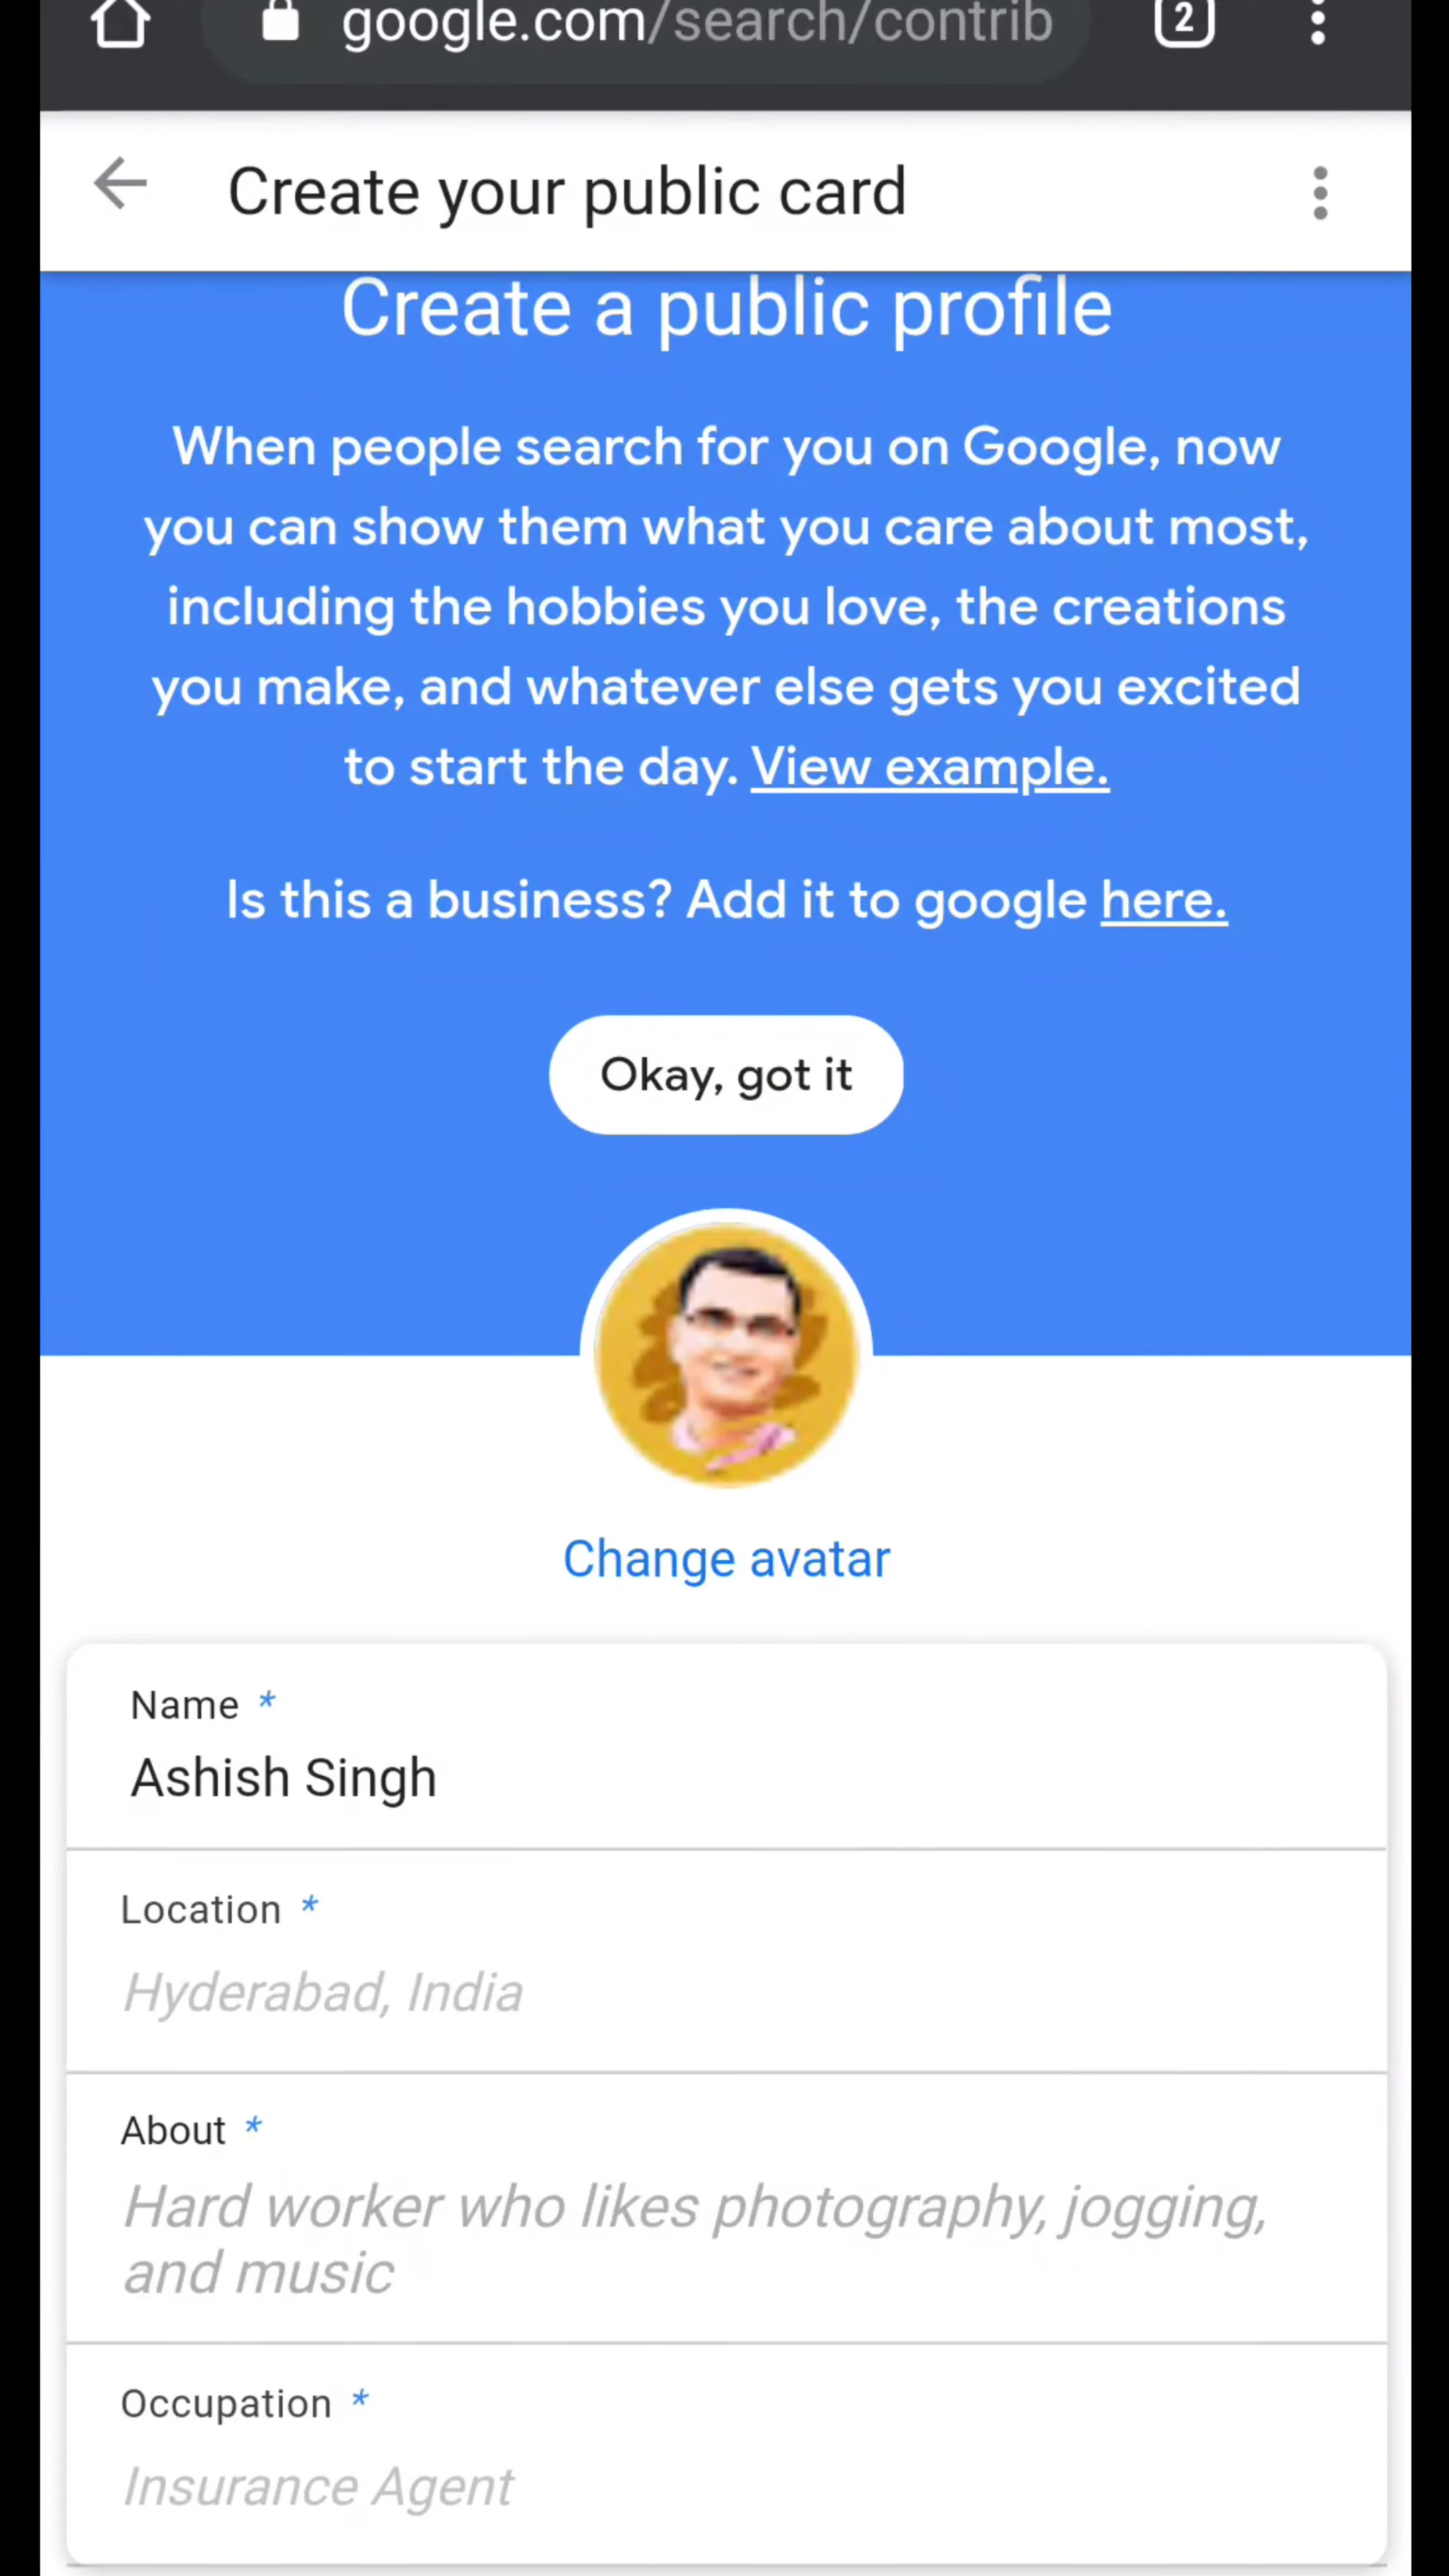 google.com/search/contrib
2
Create your public card
Create a public profile
When people search for you on Google, now
you can show them what you care about most,
including the hobbies you love, the creations
you make, and whatever else gets you excited
to start the day. View example.
Is this a business? Add it to google here.
Okay, got it
Change avatar
Name *
Ashish Singh
Location *
Hyderabad, India
About *
Hard worker who likes photography, jogging,
and music
Occupation *
Insurance Agent